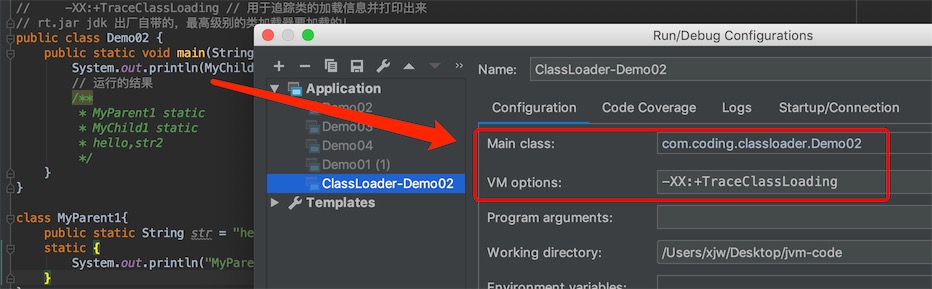 //     -XX:+TraceClassLoading // 用于追踪类的加载信息并打印出来
// rt.jar jdk 出厂自带的，最高级别的类加载器要加载的！
public class Demo02 {
public static void main(String
System.out.println(MyChild
// 运行的结果
/**
* MyParent1 static
* MyChild1 static
* hello,str2
*/
}
}
class MyParent1{
public static String str = "he
static {
System.out.println("MyPare
}
Run/Debug Configurations
Name: ClassLoader-Demo02
Application
Demo02
Demo03
Demo04
Demo01 (1)
ClassLoader-Demo02
Templates
Configuration Code Coverage Logs Startup/Connection
Main class: com.coding.classloader.Demo02
VM options: -XX:+TraceClassLoading
Program arguments:
Working directory: /Users/xjw/Desktop/jvm-code
Environment variables: